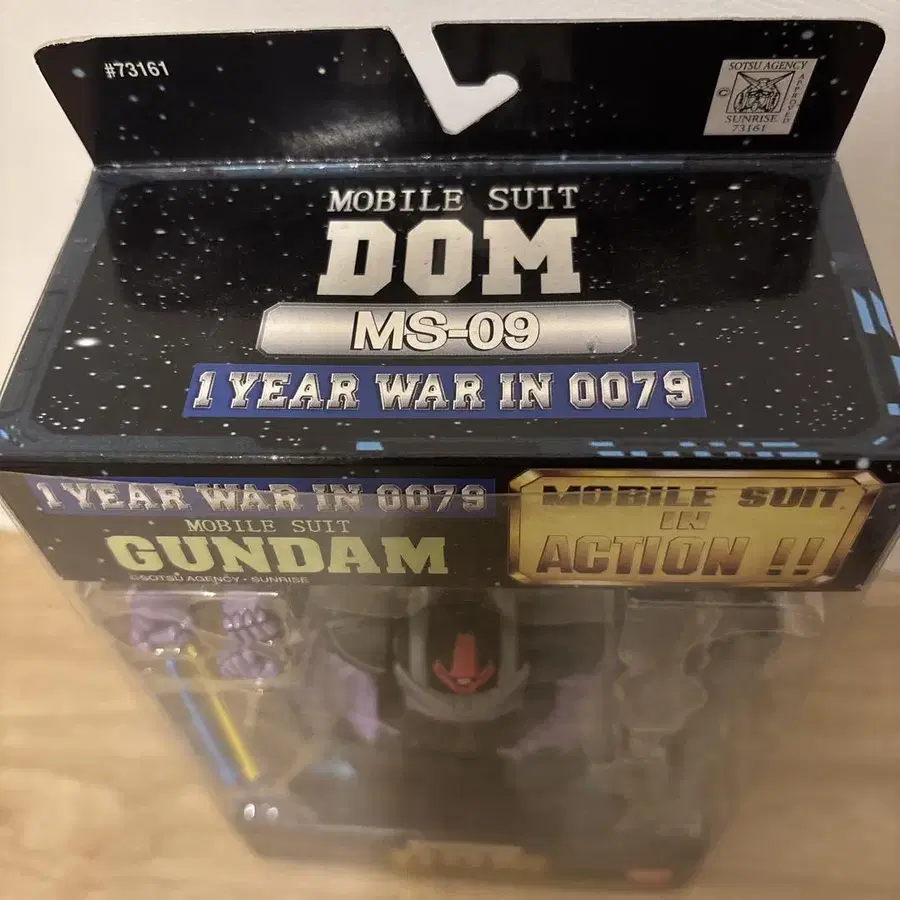 #73161
SOTSU AGENCY
©
APPROVED
SUNRISE
73161
MOBILE SUIT
DOM
MS-09
1 YEAR WAR IN 0079
1 YEAR WAR IN 0079
MOBILE SUIT
GUNDAM
©SOTSU AGENCY・SUNRISE
MOBILE SUIT
IN
ACTION !!